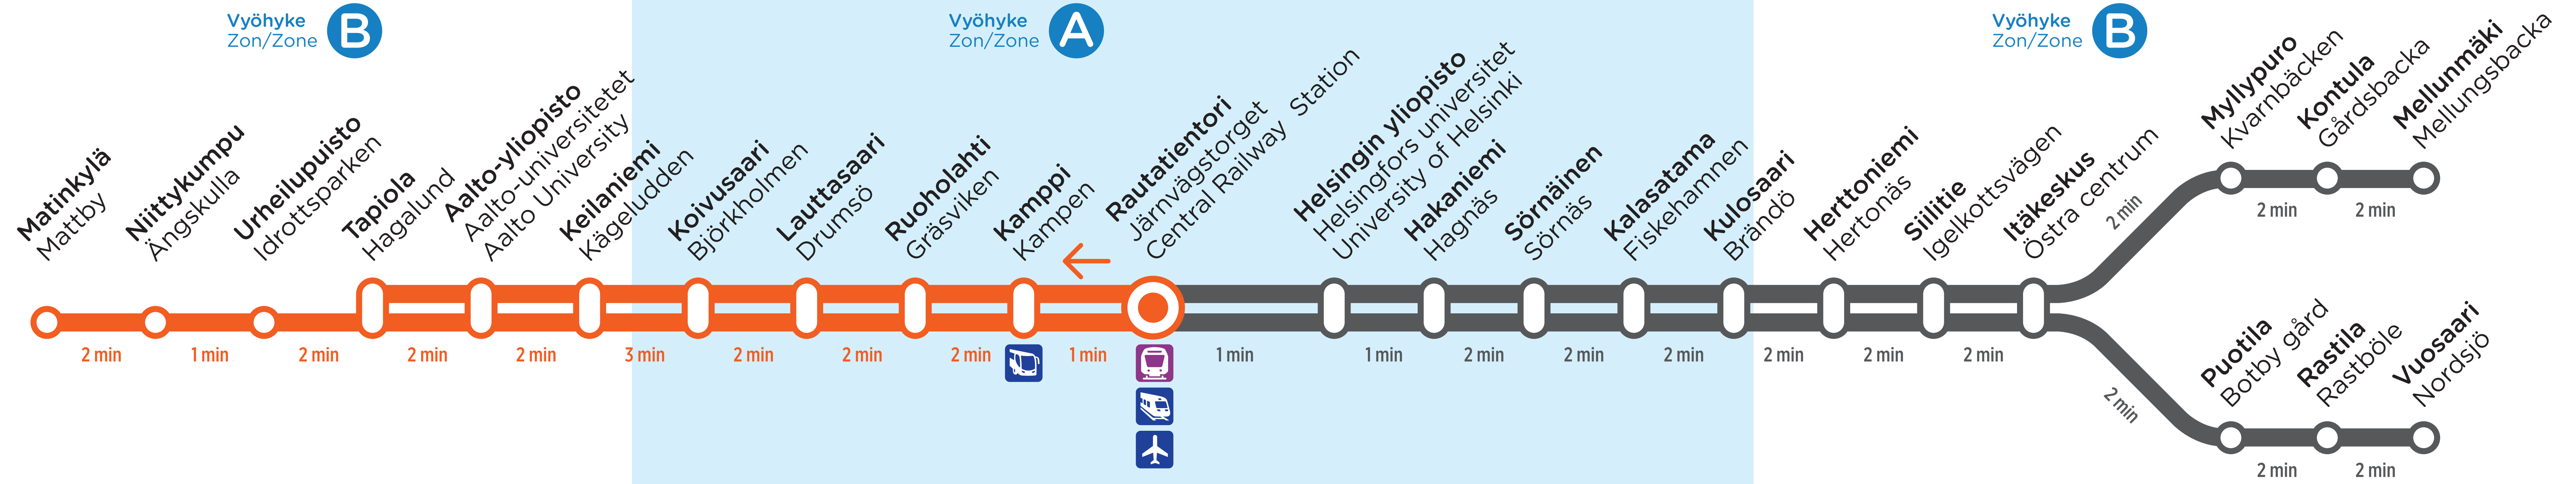 Vyöhyke
Zon/Zone
B
Vyöhyke
Zon/Zone
A
Vyöhyke
Zon/Zone
B
Matinkylä
Mattby
Niittykumpu
Ängskulla
Urheilupuisto
Idrottsparken
Tapiola
Hagalund
Aalto-yliopisto
Aalto-universitetet
Aalto University
Keilaniemi
Kägeludden
Koivusaari
Björkholmen
Lauttasaari
Drumsö
Ruoholahti
Gräsviken
Kamppi
Kampen
Rautatientori
Järnvägstorget
Central Railway Station
Helsingin yliopisto
Helsingfors universitet
University of Helsinki
Hakaniemi
Hagnäs
Sörnäinen
Sörnäs
Kalasatama
Fiskehamnen
Kulosaari
Brändö
Herttoniemi
Hertonäs
Siilitie
Igelkottsvägen
Itäkeskus
Östra centrum
Myllypuro
Kvarnbäcken
Kontula
Gårdsbacka
Mellunmäki
Mellungsbacka
2 min
2 min
2 min
2 min
1 min
2 min
2 min
2 min
3 min
2 min
2 min
2 min
1 min
1 min
1 min
2 min
2 min
2 min
2 min
2 min
2 min
2 min
Puotila
Botby gård
Rastila
Rastböle
Vuosaari
Nordsjö
2 min
2 min